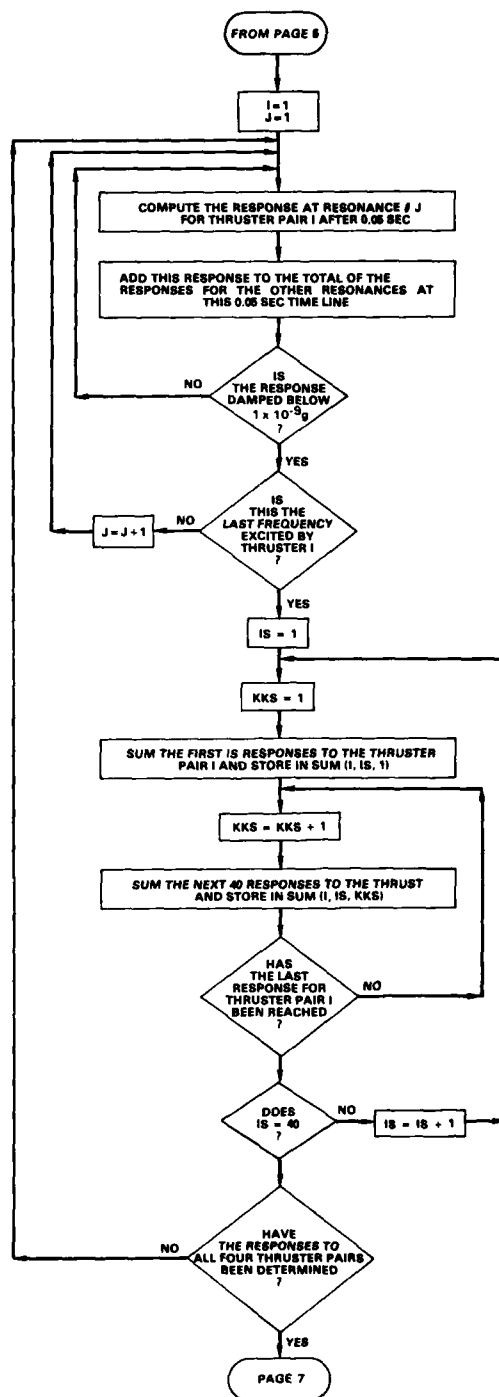 FROM PAGE 5
I=1
J=1
COMPUTE THE RESPONSE AT RESONANCE # J
FOR THRUSTER PAIR I AFTER 0.05 SEC
ADD THIS RESPONSE TO THE TOTAL OF THE
RESPONSES FOR THE OTHER RESONANCES AT
THIS 0.05 SEC TIME LINE
NO
IS
THE RESPONSE
DAMPED BELOW
1 x 10⁻⁹g
?
YES
J=J+1
NO
IS
THIS THE
LAST FREQUENCY
EXCITED BY
THRUSTER I
?
YES
IS = 1
KKS = 1
SUM THE FIRST IS RESPONSES TO THE THRUSTER
PAIR I AND STORE IN SUM (I, IS, 1)
KKS = KKS + 1
SUM THE NEXT 40 RESPONSES TO THE THRUST
AND STORE IN SUM (I, IS, KKS)
HAS
THE LAST
RESPONSE FOR
THRUSTER PAIR I
BEEN REACHED
?
NO
DOES
IS = 40
?
NO
IS = IS + 1
NO
HAVE
THE RESPONSES TO
ALL FOUR THRUSTER PAIRS
BEEN DETERMINED
?
YES
PAGE 7